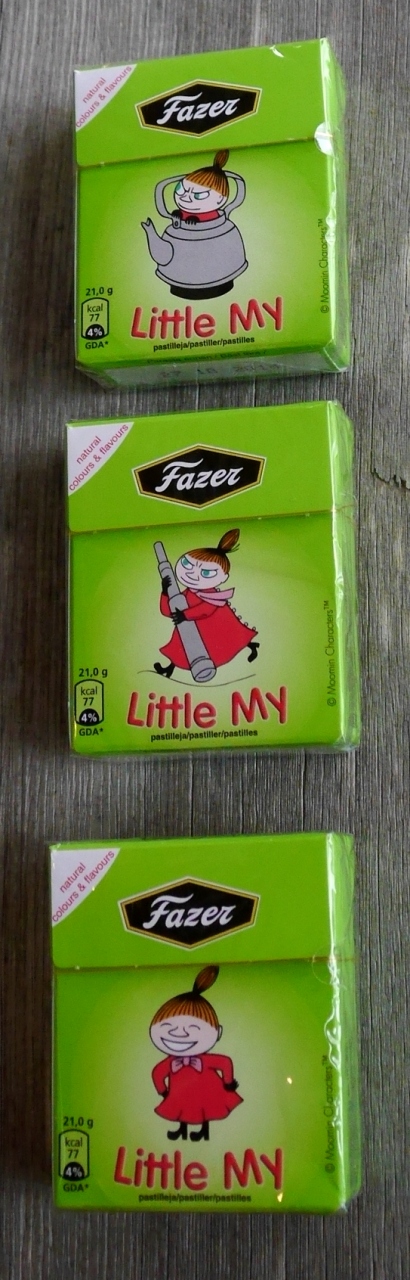 natural
colours & flavours
Fazer
© Moomin Characters™
21,0 g
kcal
77
4%
GDA*
Little MY
pastilleja/pastiller/pastilles
natural
colours & flavours
Fazer
© Moomin Characters™
21,0 g
kcal
77
4%
GDA*
Little MY
pastilleja/pastiller/pastilles
natural
colours & flavours
Fazer
© Moomin Characters™
21,0 g
kcal
77
4%
GDA*
Little MY
pastilleja/pastiller/pastilles